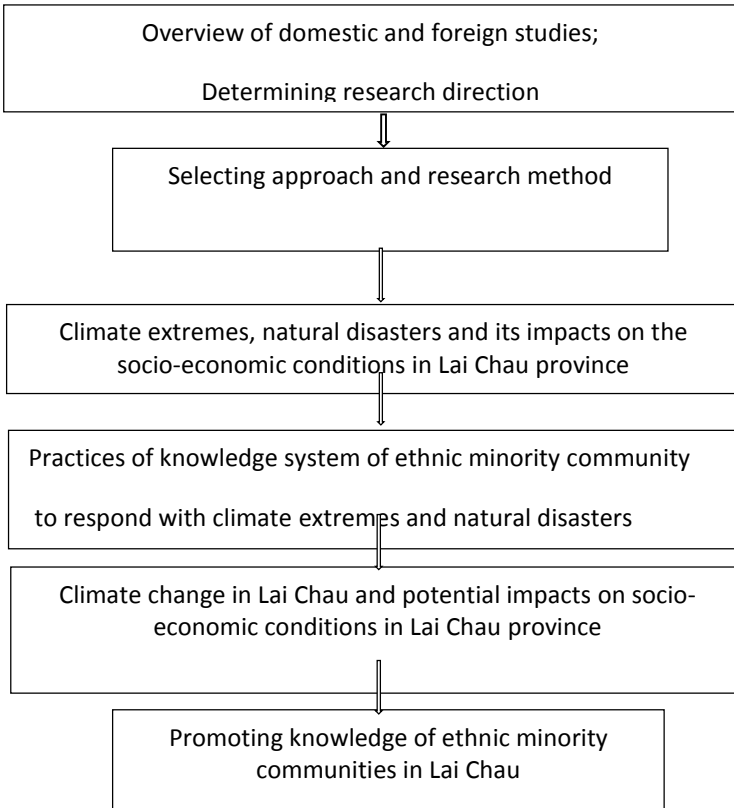 Overview of domestic and foreign studies;
Determining research direction
Selecting approach and research method
Climate extremes, natural disasters and its impacts on the
socio-economic conditions in Lai Chau province
Practices of knowledge system of ethnic minority community
to respond with climate extremes and natural disasters
Climate change in Lai Chau and potential impacts on socio-
economic conditions in Lai Chau province
Promoting knowledge of ethnic minority
communities in Lai Chau